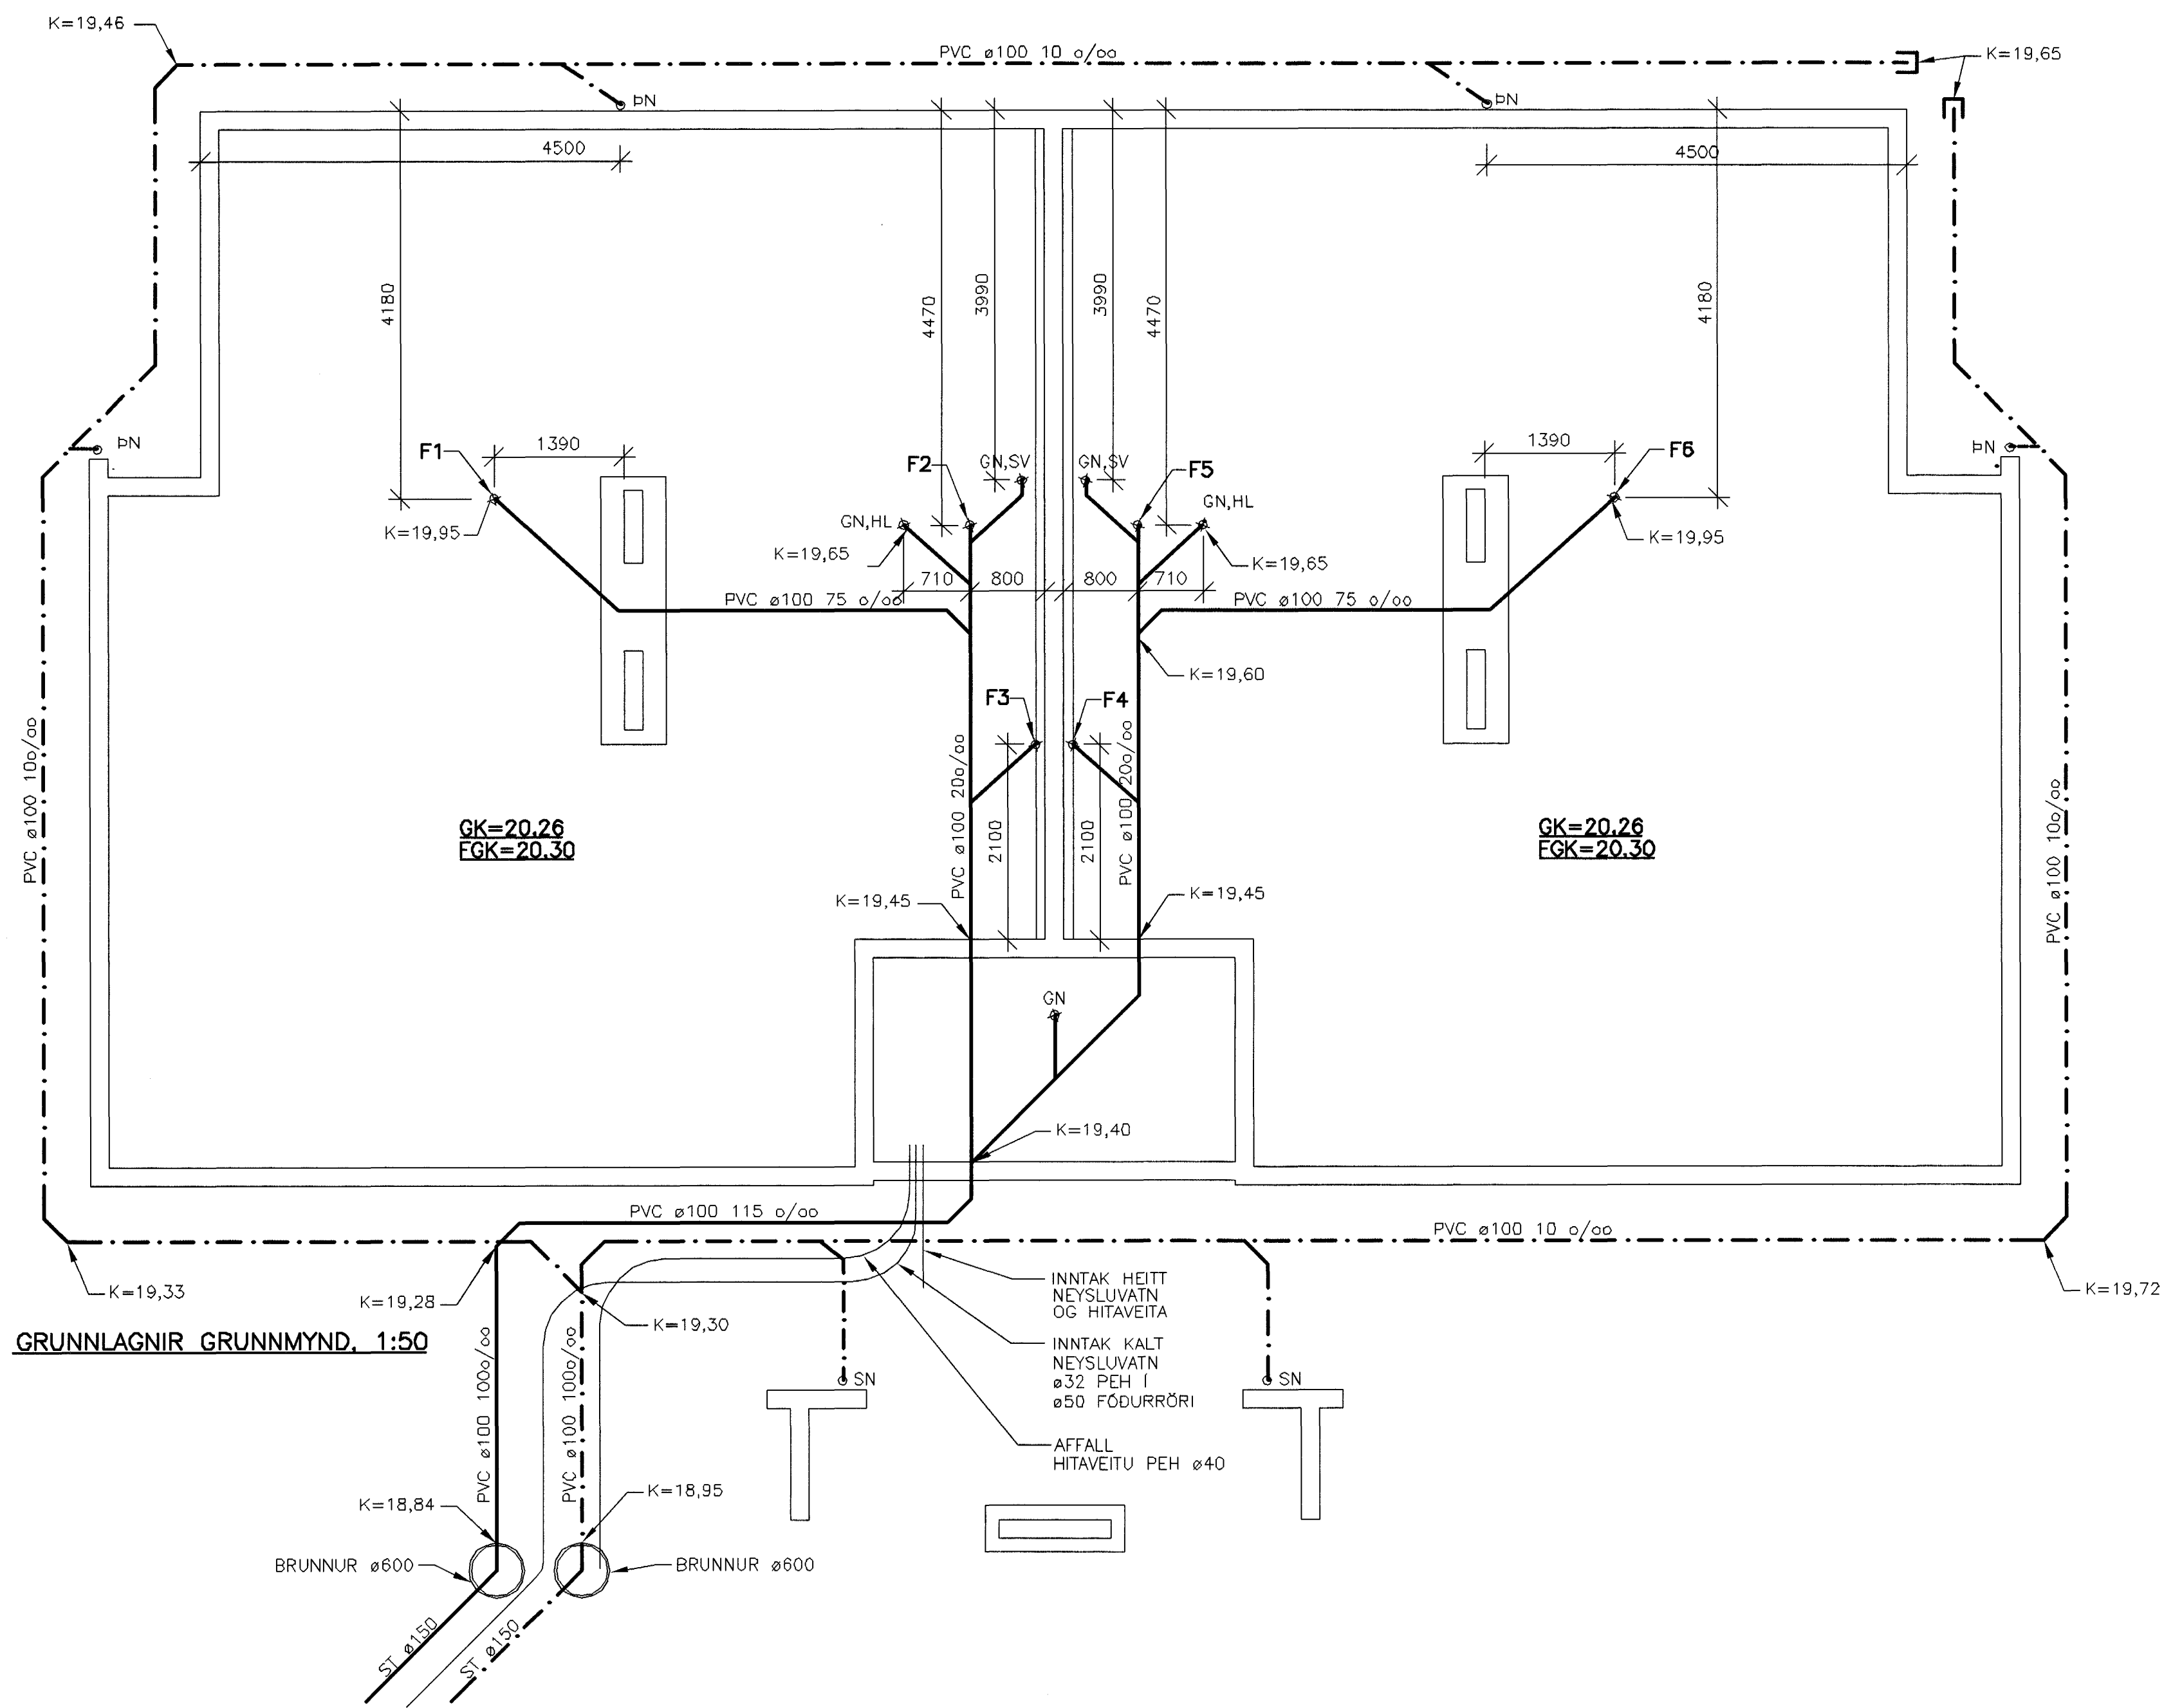 K=19,46
PVC ø100 10 o/oo
K=19,65
ÞN
ÞN
4500
4500
4180
4470
3990
3990
4470
4180
ÞN
F1
1390
F2
GN,SV
GN,SV
F5
1390
F6
ÞN
K=19,95
GN,HL
GN,HL
K=19,95
K=19,65
K=19,65
710
800
800
710
PVC ø100 75 o/oo
PVC ø100 75 o/oo
K=19,60
F3
F4
PVC ø100 10o/oo
PVC ø100 20o/oo
PVC ø100 20o/oo
PVC ø100 10o/oo
2100
2100
GK=20.26
FGK=20.30
GK=20.26
FGK=20.30
K=19,45
K=19,45
GN
K=19,40
PVC ø100 115 o/oo
PVC ø100 10 o/oo
K=19,33
K=19,28
K=19,30
K=19,72
INNTAK HEITT
NEYSLUVATN
OG HITAVEITA
GRUNNLAGNIR GRUNNMYND, 1:50
INNTAK KALT
NEYSLUVATN
ø32 PEH Í
ø50 FÓÐURRÖRI
SN
SN
PVC ø100 100o/oo
PVC ø100 100o/oo
AFFALL
HITAVEITU PEH ø40
K=18,84
K=18,95
BRUNNUR ø600
BRUNNUR ø600
ST ø150
ST ø150